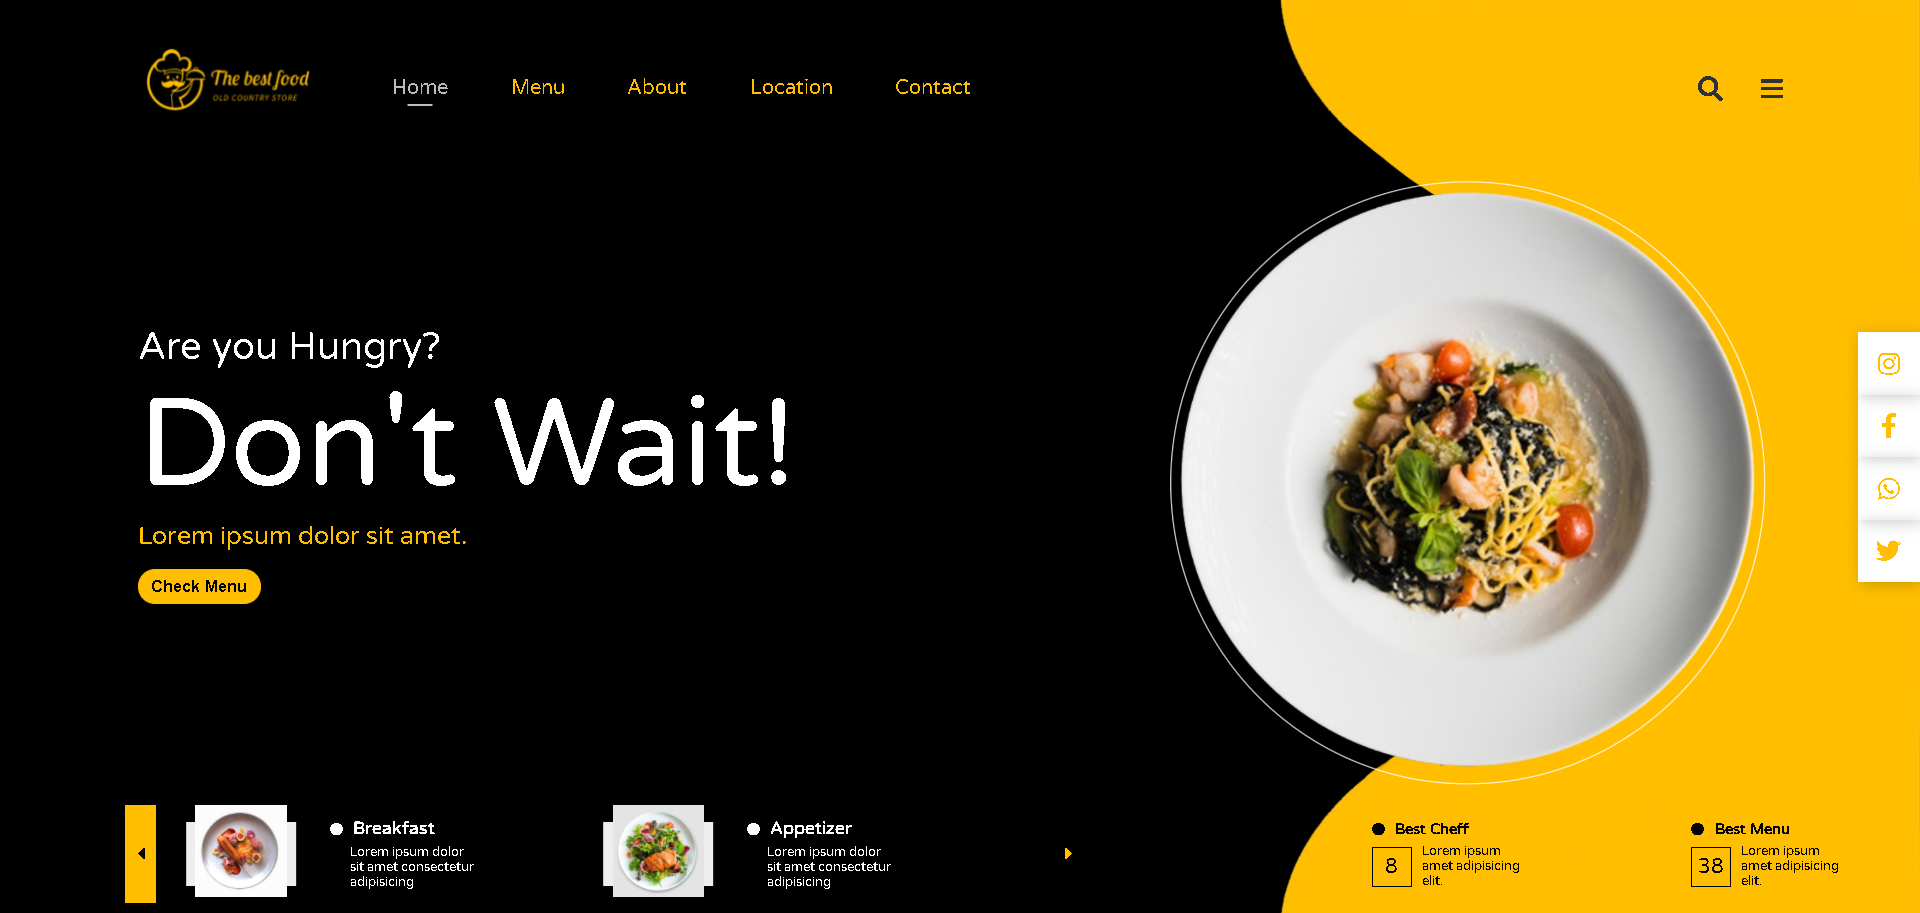 The best food
OLD COUNTRY STORE
Home
Menu
About
Location
Contact
Are you Hungry?
Don't Wait!
Lorem ipsum dolor sit amet.
Check Menu
Breakfast
Lorem ipsum dolor
sit amet consectetur
adipisicing
Appetizer
Lorem ipsum dolor
sit amet consectetur
adipisicing
Best Cheff
8
Lorem ipsum
amet adipisicing
elit.
Best Menu
38
Lorem ipsum
amet adipisicing
elit.